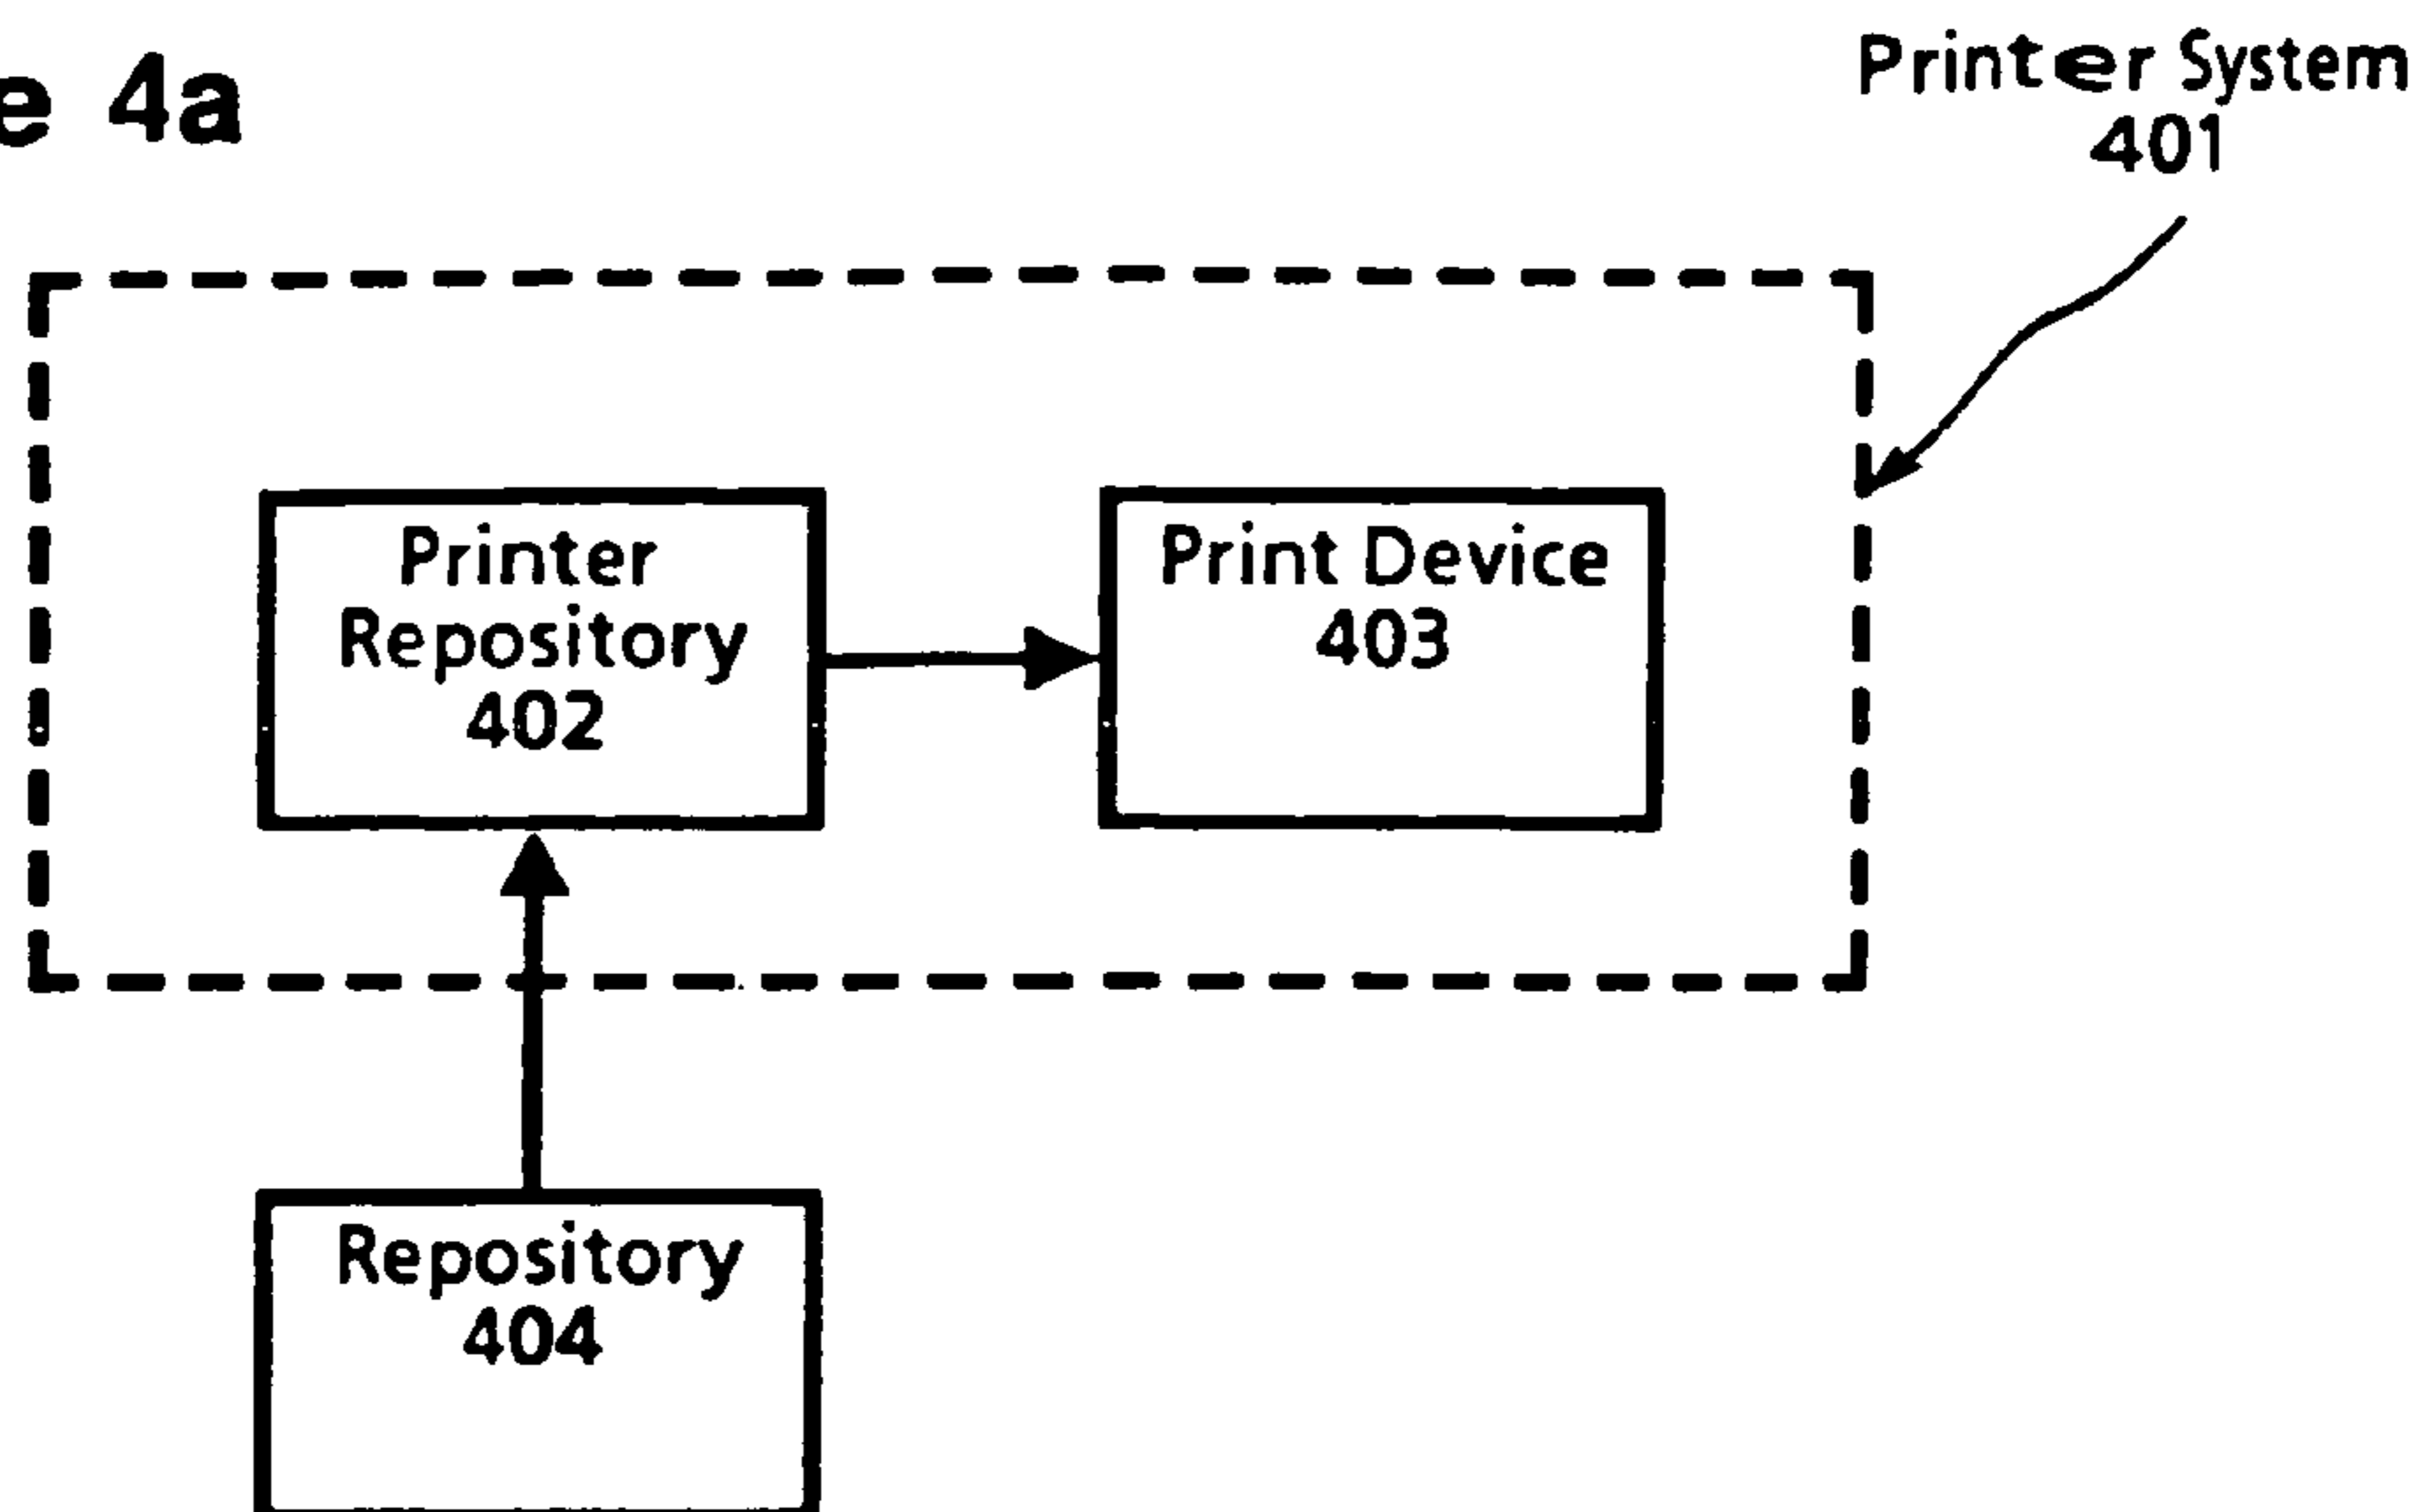 e 4a
Printer System
401
Printer
Repository
402
Print Device
403
Repository
404